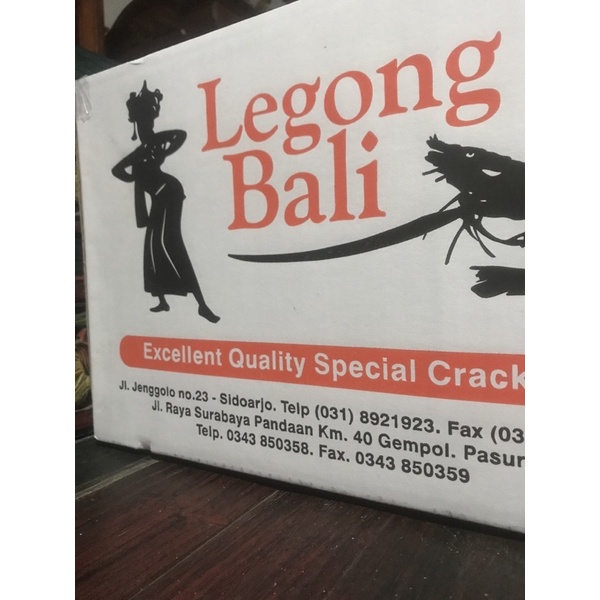 Legong
Bali
Excellent Quality Special Crack
Jl. Jenggolo no.23 - Sidoarjo. Telp (031) 8921923. Fax (03
Jl. Raya Surabaya Pandaan Km. 40 Gempol. Pasur
Telp. 0343 850358. Fax. 0343 850359